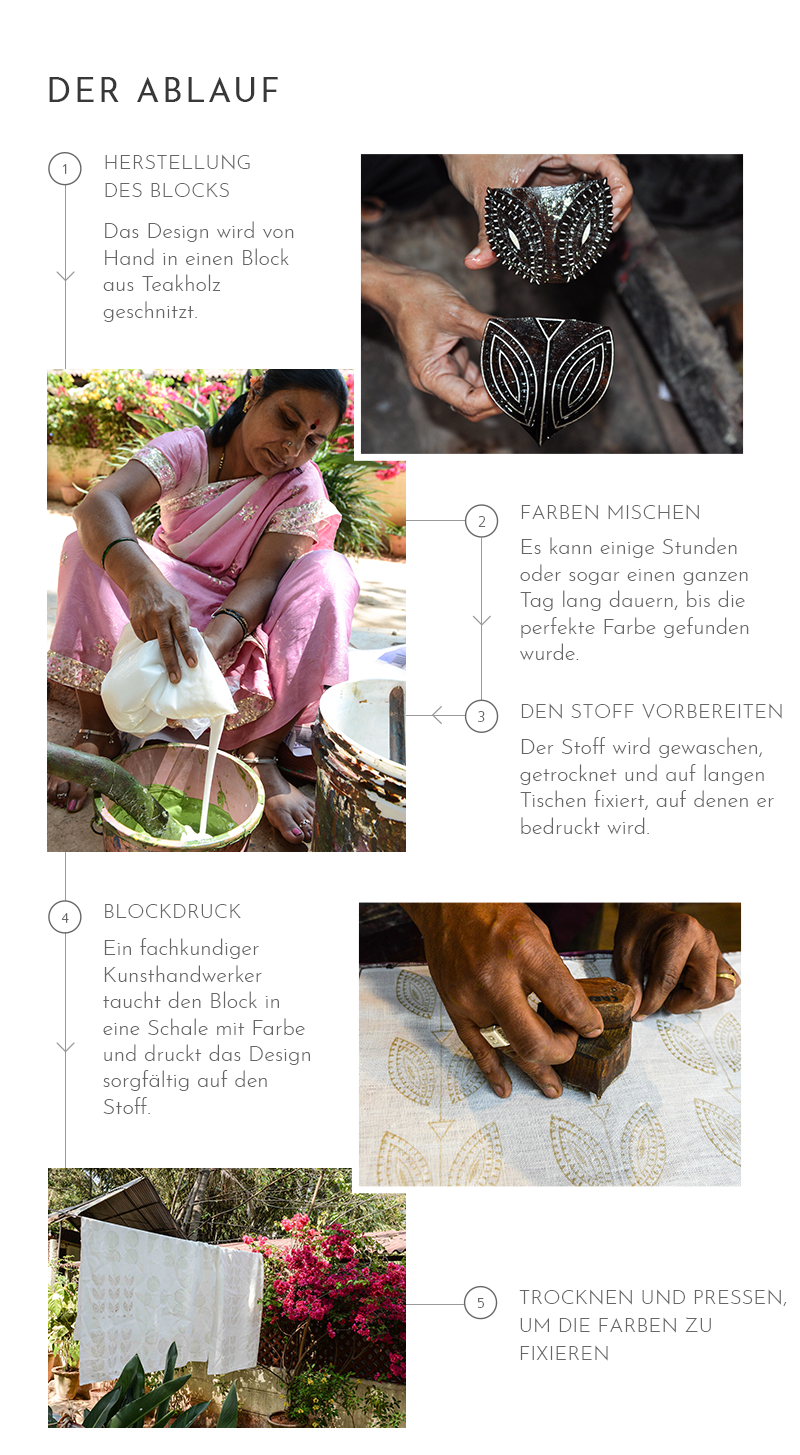 DER ABLAUF
1
HERSTELLUNG
DES BLOCKS
Das Design wird von
Hand in einen Block
aus Teakholz
geschnitzt.
2
FARBEN MISCHEN
Es kann einige Stunden
oder sogar einen ganzen
Tag lang dauern, bis die
perfekte Farbe gefunden
wurde.
3
DEN STOFF VORBEREITEN
Der Stoff wird gewaschen,
getrocknet und auf langen
Tischen fixiert, auf denen er
bedruckt wird.
4
BLOCKDRUCK
Ein fachkundiger
Kunsthandwerker
taucht den Block in
eine Schale mit Farbe
und druckt das Design
sorgfältig auf den
Stoff.
5
TROCKNEN UND PRESSEN,
UM DIE FARBEN ZU
FIXIEREN